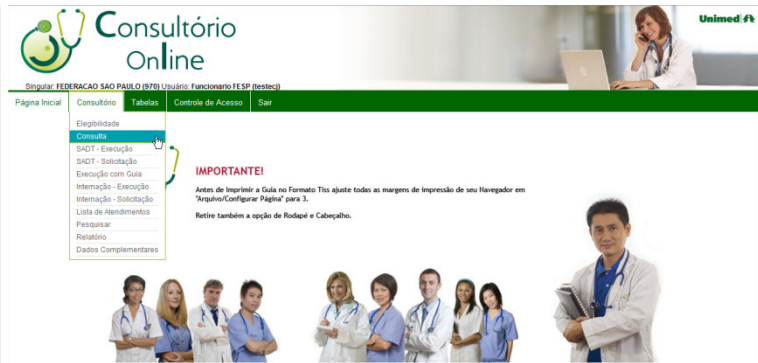 Consultório
Online
Unimed
Singular: FEDERACAO SAO PAULO (970) Usuário: Funcionario FESP (testecj)
Página Inicial Consultório Tabelas Controle de Acesso Sair
Elegibilidade
Consulta
SADT - Execução
SADT - Solicitação
Execução com Guia
Internação - Execução
Internação - Solicitação
Lista de Atendimentos
Pesquisar
Relatório
Dados Complementares
IMPORTANTE!
Antes de Imprimir a Guia no Formato Tiss ajuste todas as margens de impressão de seu Navegador em
"Arquivo/Configurar Página" para 3.
Retire também a opção de Rodapé e Cabeçalho.